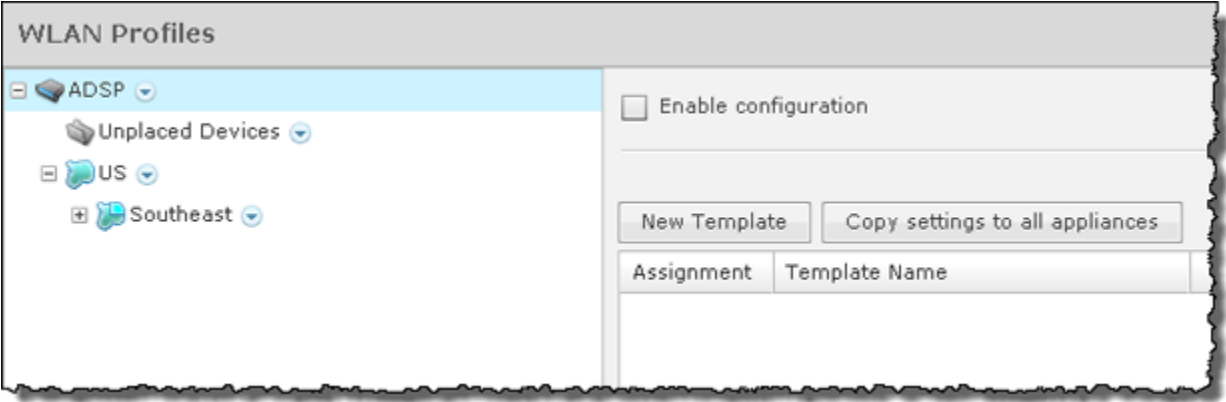 WLAN Profiles
ADSP
Unplaced Devices
US
Southeast
Enable configuration
New Template
Copy settings to all appliances
Assignment
Template Name